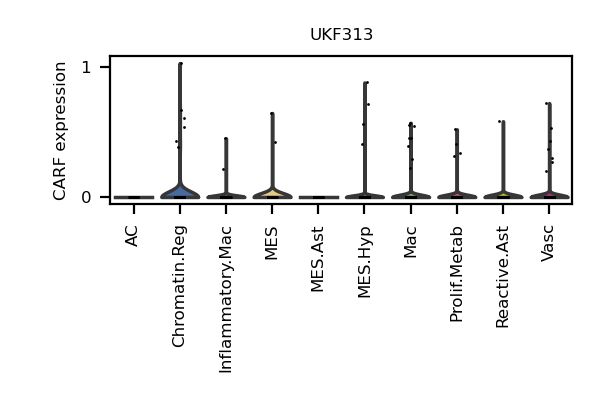 UKF313
CARF expression
1
0
AC
Chromatin.Reg
Inflammatory.Mac
MES
MES.Ast
MES.Hyp
Mac
Prolif.Metab
Reactive.Ast
Vasc